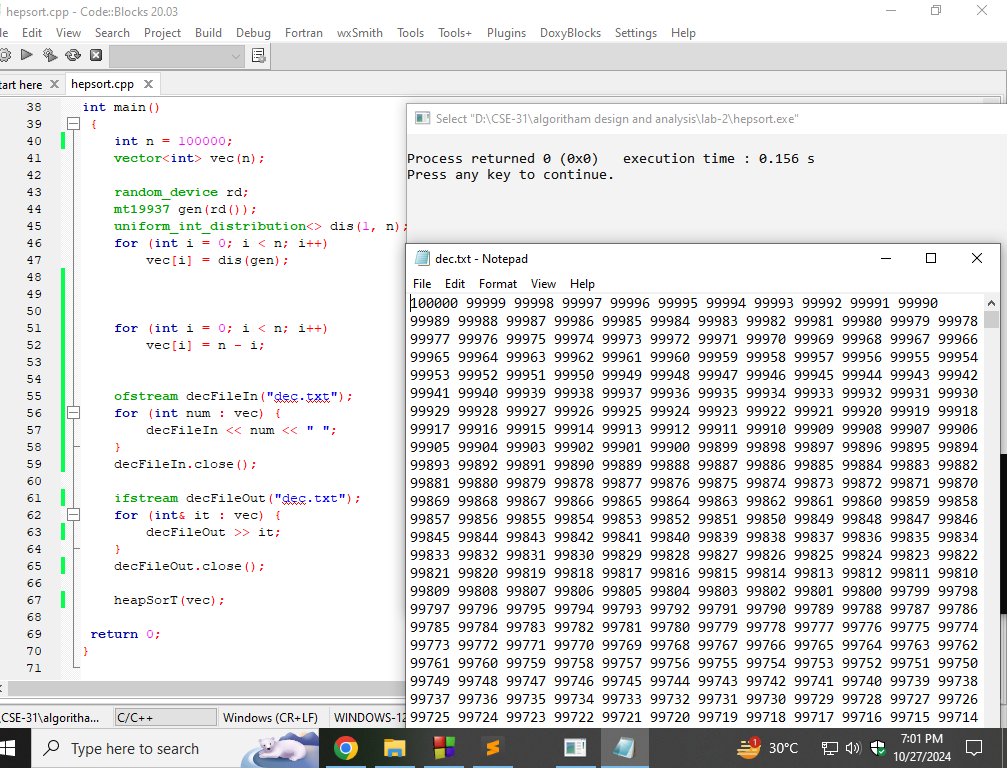 hepsort.cpp - Code::Blocks 20.03
Edit View Search Project Build Debug Fortran wxSmith Tools Tools+ Plugins DoxyBlocks Settings Help
tart here hepsort.cpp
38 int main()
39 {
40 int n = 100000;
41 vector<int> vec(n);
42
43 random_device rd;
44 mt19937 gen(rd());
45 uniform_int_distribution<> dis(1, n);
46 for (int i = 0; i < n; i++)
47 vec[i] = dis(gen);
48
49
50
51 for (int i = 0; i < n; i++)
52 vec[i] = n - i;
53
54
55 ofstream decFileIn("dec.txt");
56 for (int num : vec) {
57 decFileIn << num << " ";
58 }
59 decFileIn.close();
60
61 ifstream decFileOut("dec.txt");
62 for (int& it : vec) {
63 decFileOut >> it;
64 }
65 decFileOut.close();
66
67 heapSorT(vec);
68
69 return 0;
70 }
71
Select "D:\CSE-31\algoritham design and analysis\lab-2\hepsort.exe"
Process returned 0 (0x0) execution time : 0.156 s
Press any key to continue.
dec.txt - Notepad
File Edit Format View Help
100000 99999 99998 99997 99996 99995 99994 99993 99992 99991 99990
99989 99988 99987 99986 99985 99984 99983 99982 99981 99980 99979 99978
99977 99976 99975 99974 99973 99972 99971 99970 99969 99968 99967 99966
99965 99964 99963 99962 99961 99960 99959 99958 99957 99956 99955 99954
99953 99952 99951 99950 99949 99948 99947 99946 99945 99944 99943 99942
99941 99940 99939 99938 99937 99936 99935 99934 99933 99932 99931 99930
99929 99928 99927 99926 99925 99924 99923 99922 99921 99920 99919 99918
99917 99916 99915 99914 99913 99912 99911 99910 99909 99908 99907 99906
99905 99904 99903 99902 99901 99900 99899 99898 99897 99896 99895 99894
99893 99892 99891 99890 99889 99888 99887 99886 99885 99884 99883 99882
99881 99880 99879 99878 99877 99876 99875 99874 99873 99872 99871 99870
99869 99868 99867 99866 99865 99864 99863 99862 99861 99860 99859 99858
99857 99856 99855 99854 99853 99852 99851 99850 99849 99848 99847 99846
99845 99844 99843 99842 99841 99840 99839 99838 99837 99836 99835 99834
99833 99832 99831 99830 99829 99828 99827 99826 99825 99824 99823 99822
99821 99820 99819 99818 99817 99816 99815 99814 99813 99812 99811 99810
99809 99808 99807 99806 99805 99804 99803 99802 99801 99800 99799 99798
99797 99796 99795 99794 99793 99792 99791 99790 99789 99788 99787 99786
99785 99784 99783 99782 99781 99780 99779 99778 99777 99776 99775 99774
99773 99772 99771 99770 99769 99768 99767 99766 99765 99764 99763 99762
99761 99760 99759 99758 99757 99756 99755 99754 99753 99752 99751 99750
99749 99748 99747 99746 99745 99744 99743 99742 99741 99740 99739 99738
99737 99736 99735 99734 99733 99732 99731 99730 99729 99728 99727 99726
99725 99724 99723 99722 99721 99720 99719 99718 99717 99716 99715 99714
CSE-31\algoritha... C/C++ Windows (CR+LF) WINDOWS-12
Type here to search
1
30°C
7:01 PM
10/27/2024